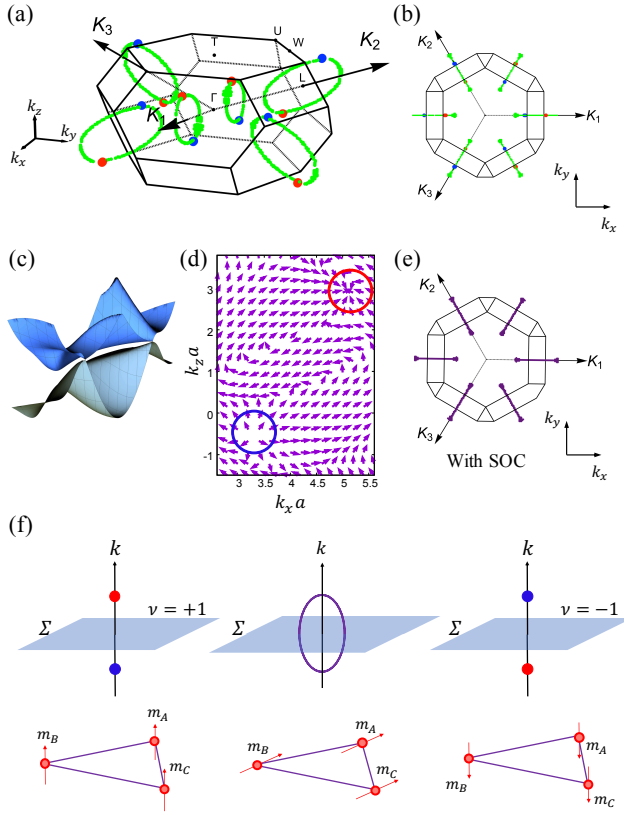 (a)
K3
T
U
W
K2
L
Γ
K1
kz
ky
kx
(b)
K2
K1
K3
ky
kx
(c)
(d)
kz a
3
2
1
0
-1
3
3.5
4
4.5
5
5.5
kx a
(e)
K2
K1
K3
ky
With SOC
kx
(f)
k
k
k
Σ
ν = +1
Σ
Σ
ν = −1
mB
mA
mC
mB
mA
mC
mB
mA
mC